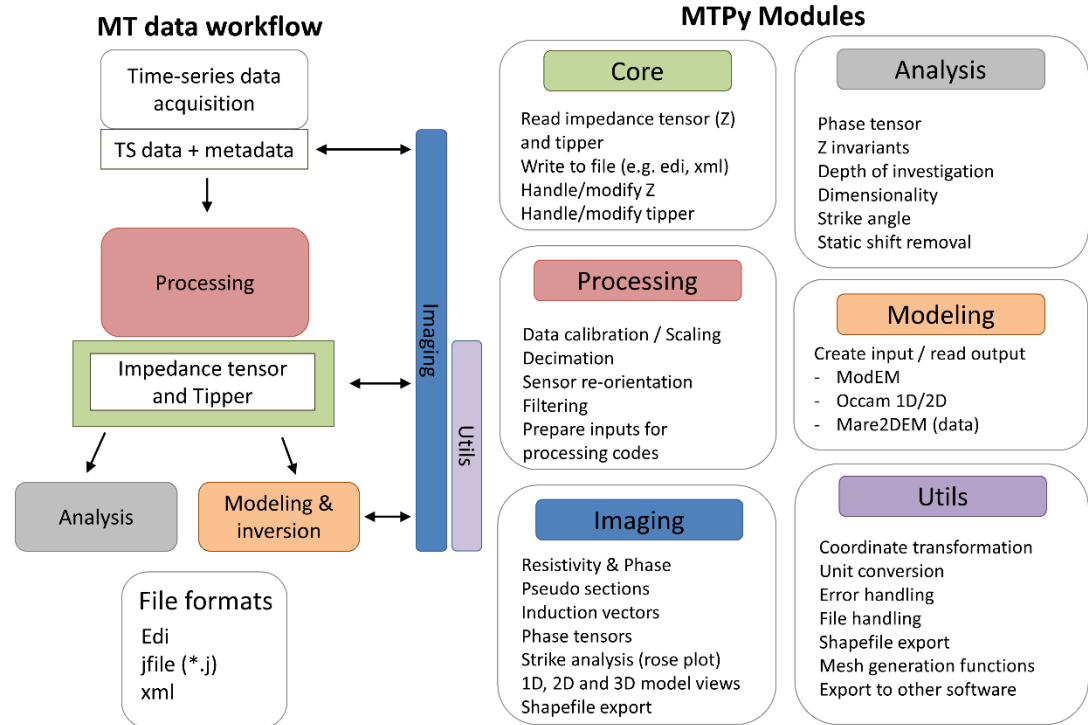 MT data workflow
Time-series data
acquisition
TS data + metadata
Processing
Impedance tensor
and Tipper
Analysis
Modeling &
inversion
Imaging
Utils
File formats
Edi
jfile (*.j)
xml
MTPy Modules
Core
Read impedance tensor (Z)
and tipper
Write to file (e.g. edi, xml)
Handle/modify Z
Handle/modify tipper
Processing
Data calibration / Scaling
Decimation
Sensor re-orientation
Filtering
Prepare inputs for
processing codes
Imaging
Resistivity & Phase
Pseudo sections
Induction vectors
Phase tensors
Strike analysis (rose plot)
1D, 2D and 3D model views
Shapefile export
Analysis
Phase tensor
Z invariants
Depth of investigation
Dimensionality
Strike angle
Static shift removal
Modeling
Create input / read output
- ModEM
- Occam 1D/2D
- Mare2DEM (data)
Utils
Coordinate transformation
Unit conversion
Error handling
File handling
Shapefile export
Mesh generation functions
Export to other software